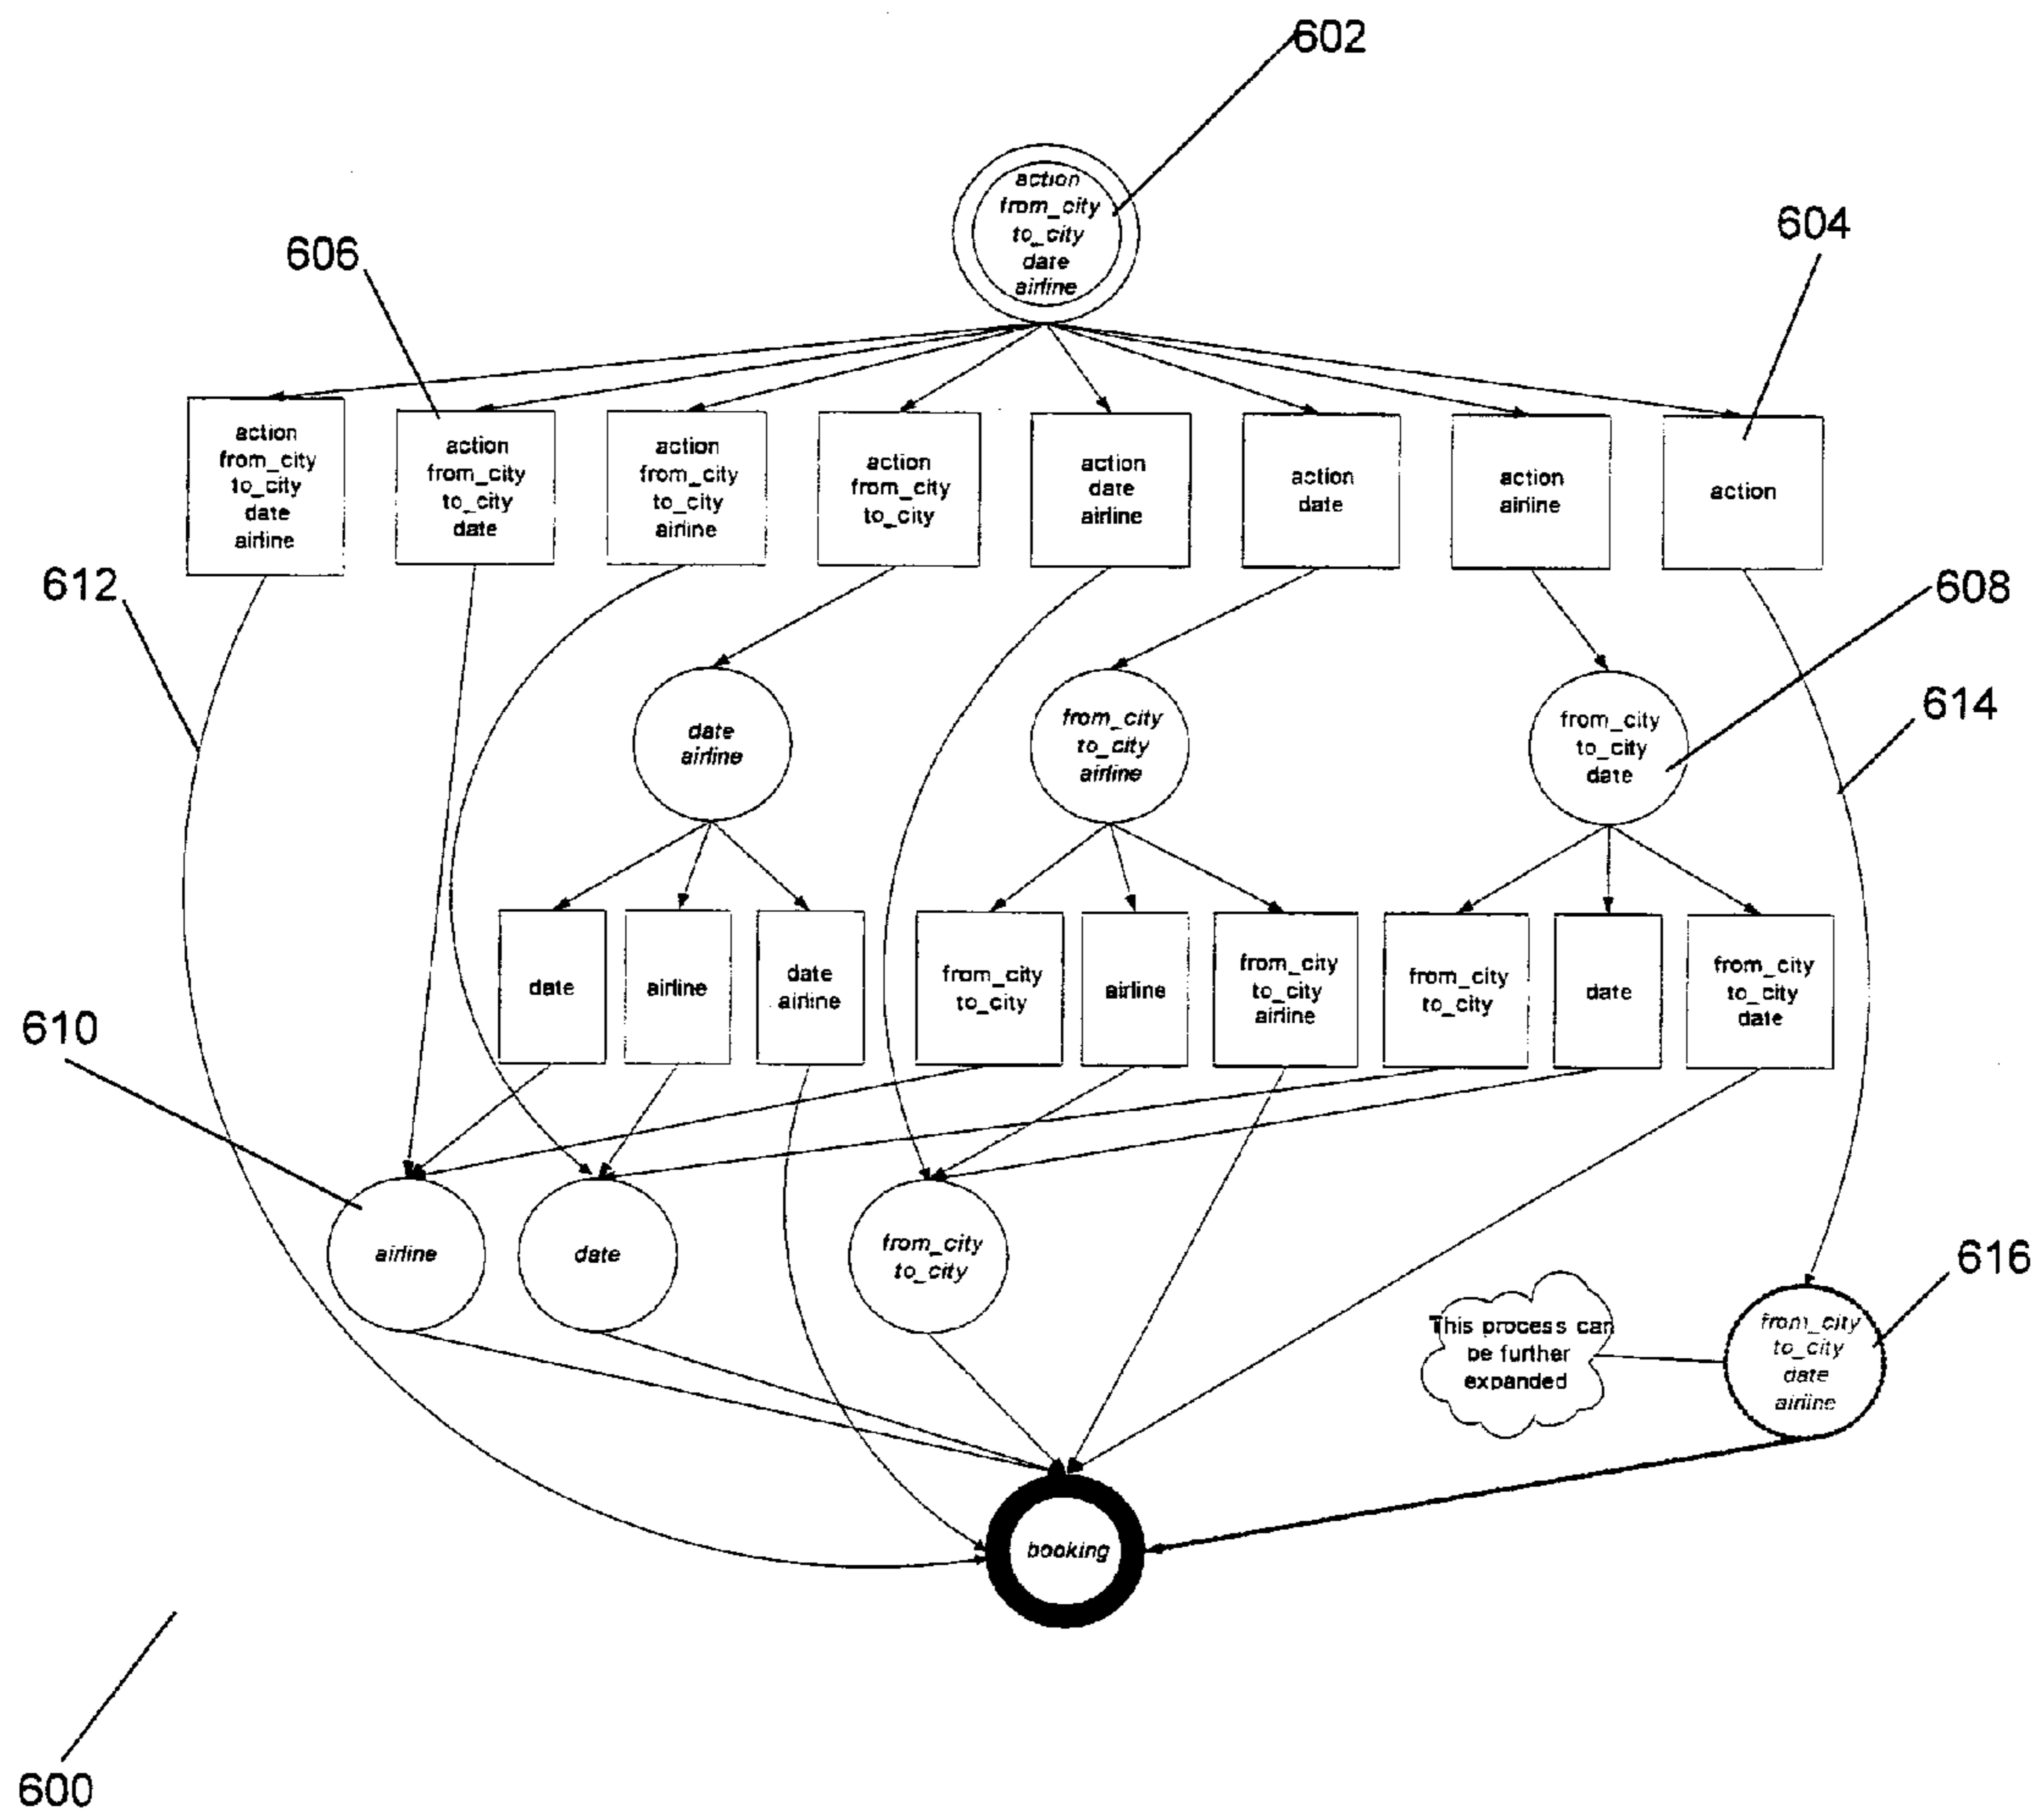 602
action
from_city
to_city
date
airline
604
606
action
from_city
to_city
date
airline
action
from_city
to_city
date
action
from_city
to_city
airline
action
from_city
to_city
action
date
airline
action
date
action
airline
action
612
608
614
date
airline
from_city
to_city
airline
from_city
to_city
date
date
airline
date
airline
from_city
to_city
airline
from_city
to_city
airline
from_city
to_city
date
from_city
to_city
date
610
airline
date
from_city
to_city
616
This process can
be further
expanded
from_city
to_city
date
airline
booking
600